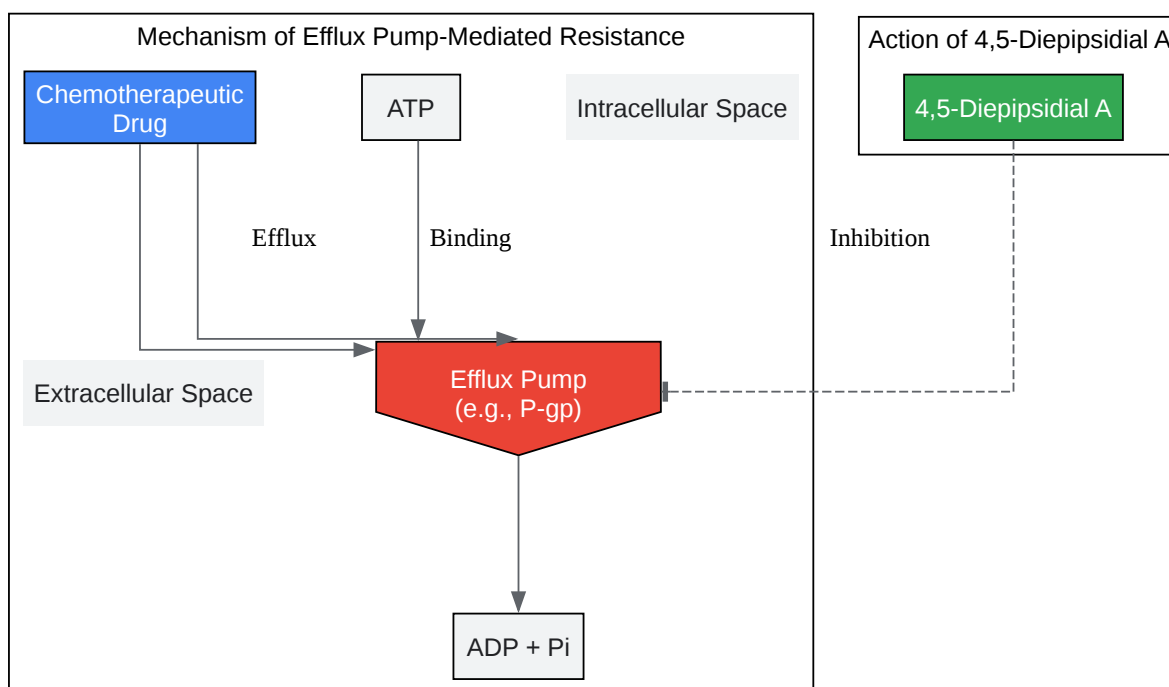 Mechanism of Efflux Pump-Mediated Resistance
Action of 4,5-Diepipsidial A
Chemotherapeutic
Drug
ATP
Intracellular Space
4,5-Diepipsidial A
Efflux
Binding
Inhibition
Extracellular Space
Efflux Pump
(e.g., P-gp)
ADP + Pi